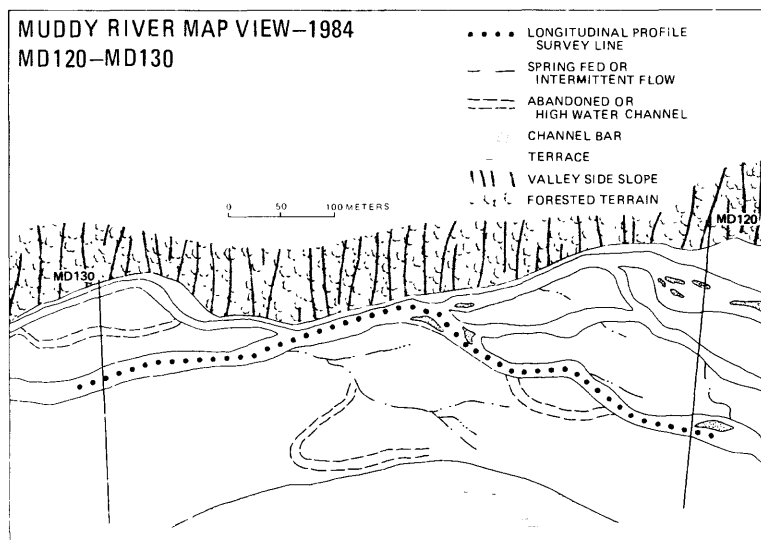 MUDDY RIVER MAP VIEW–1984
MD120–MD130
LONGITUDINAL PROFILE
SURVEY LINE
SPRING FED OR
INTERMITTENT FLOW
ABANDONED OR
HIGH WATER CHANNEL
CHANNEL BAR
TERRACE
VALLEY SIDE SLOPE
FORESTED TERRAIN
0 50 100 METERS
MD120
MD130